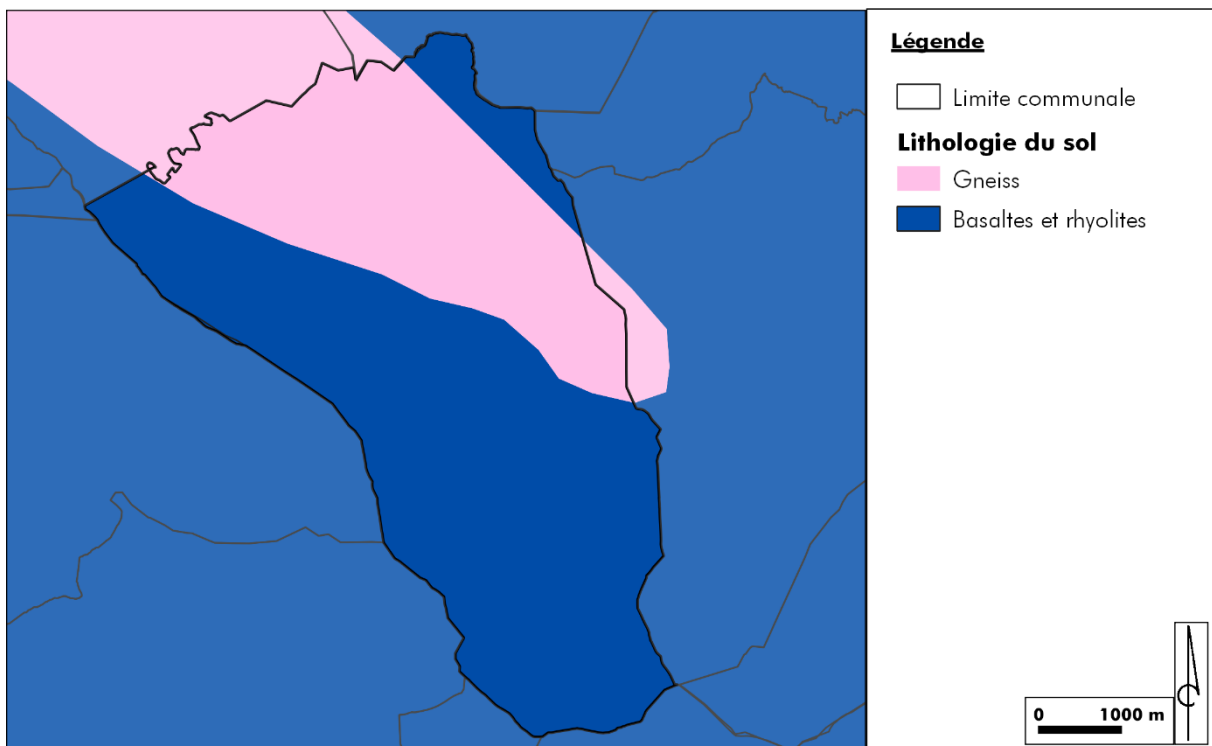 Légende
Limite communale
Lithologie du sol
Gneiss
Basaltes et rhyolites
0 1000 m